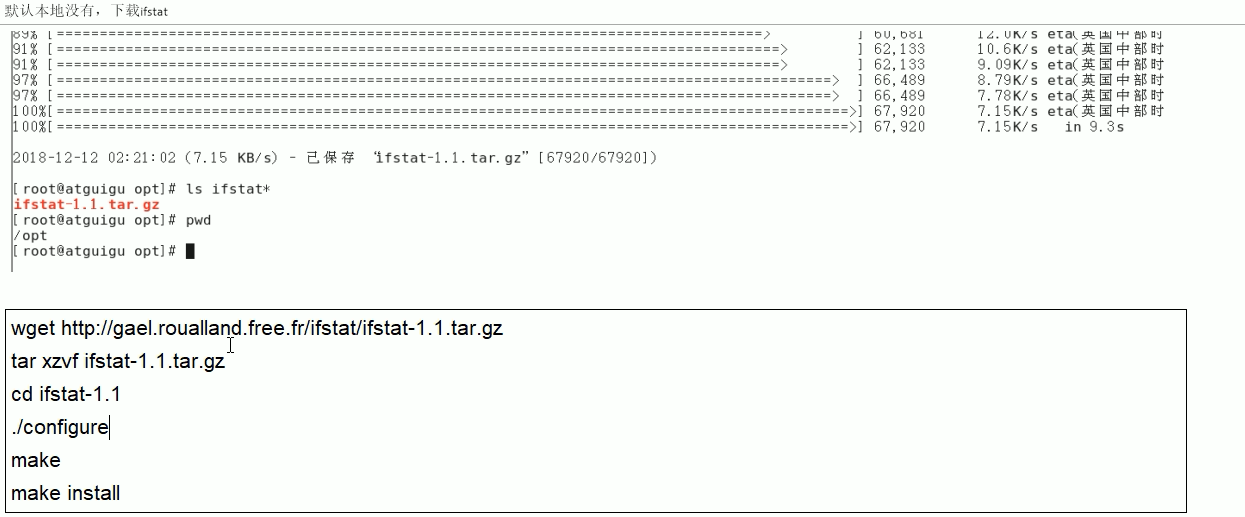 默认本地没有，下载ifstat
89% [ =====================================================================================> ] 60,681 12.0K/s eta(英国中部时
91% [ =======================================================================================> ] 62,133 10.6K/s eta(英国中部时
91% [ =======================================================================================> ] 62,133 9.09K/s eta(英国中部时
97% [ =============================================================================================> ] 66,489 8.79K/s eta(英国中部时
97% [ =============================================================================================> ] 66,489 7.78K/s eta(英国中部时
100%[ ===============================================================================================>] 67,920 7.15K/s eta(英国中部时
100%[ ===============================================================================================>] 67,920 7.15K/s in 9.3s
2018-12-12 02:21:02 (7.15 KB/s) - 已保存 “ifstat-1.1.tar.gz” [67920/67920])
[root@atguigu opt]# ls ifstat*
ifstat-1.1.tar.gz
[root@atguigu opt]# pwd
/opt
[root@atguigu opt]#
wget http://gael.roualland.free.fr/ifstat/ifstat-1.1.tar.gz
tar xzvf ifstat-1.1.tar.gz
cd ifstat-1.1
./configure
make
make install